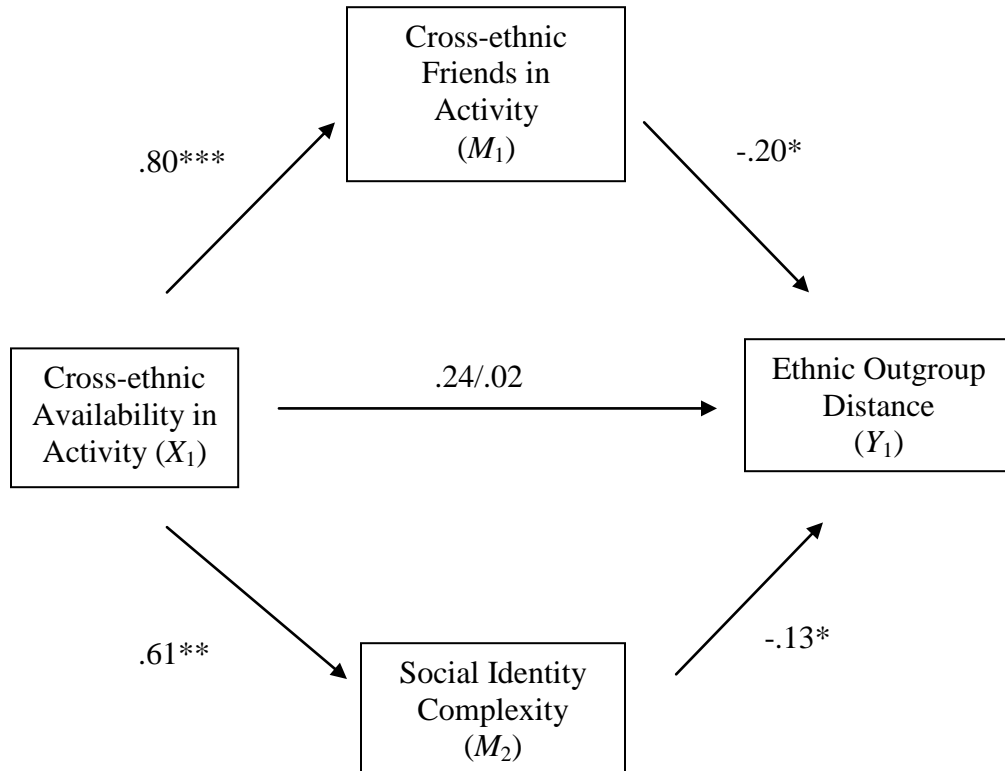 Cross-ethnic
Friends in
Activity
(M₁)
.80***
-.20*
Cross-ethnic
Availability in
Activity (X₁)
.24/.02
Ethnic Outgroup
Distance
(Y₁)
.61**
-.13*
Social Identity
Complexity
(M₂)